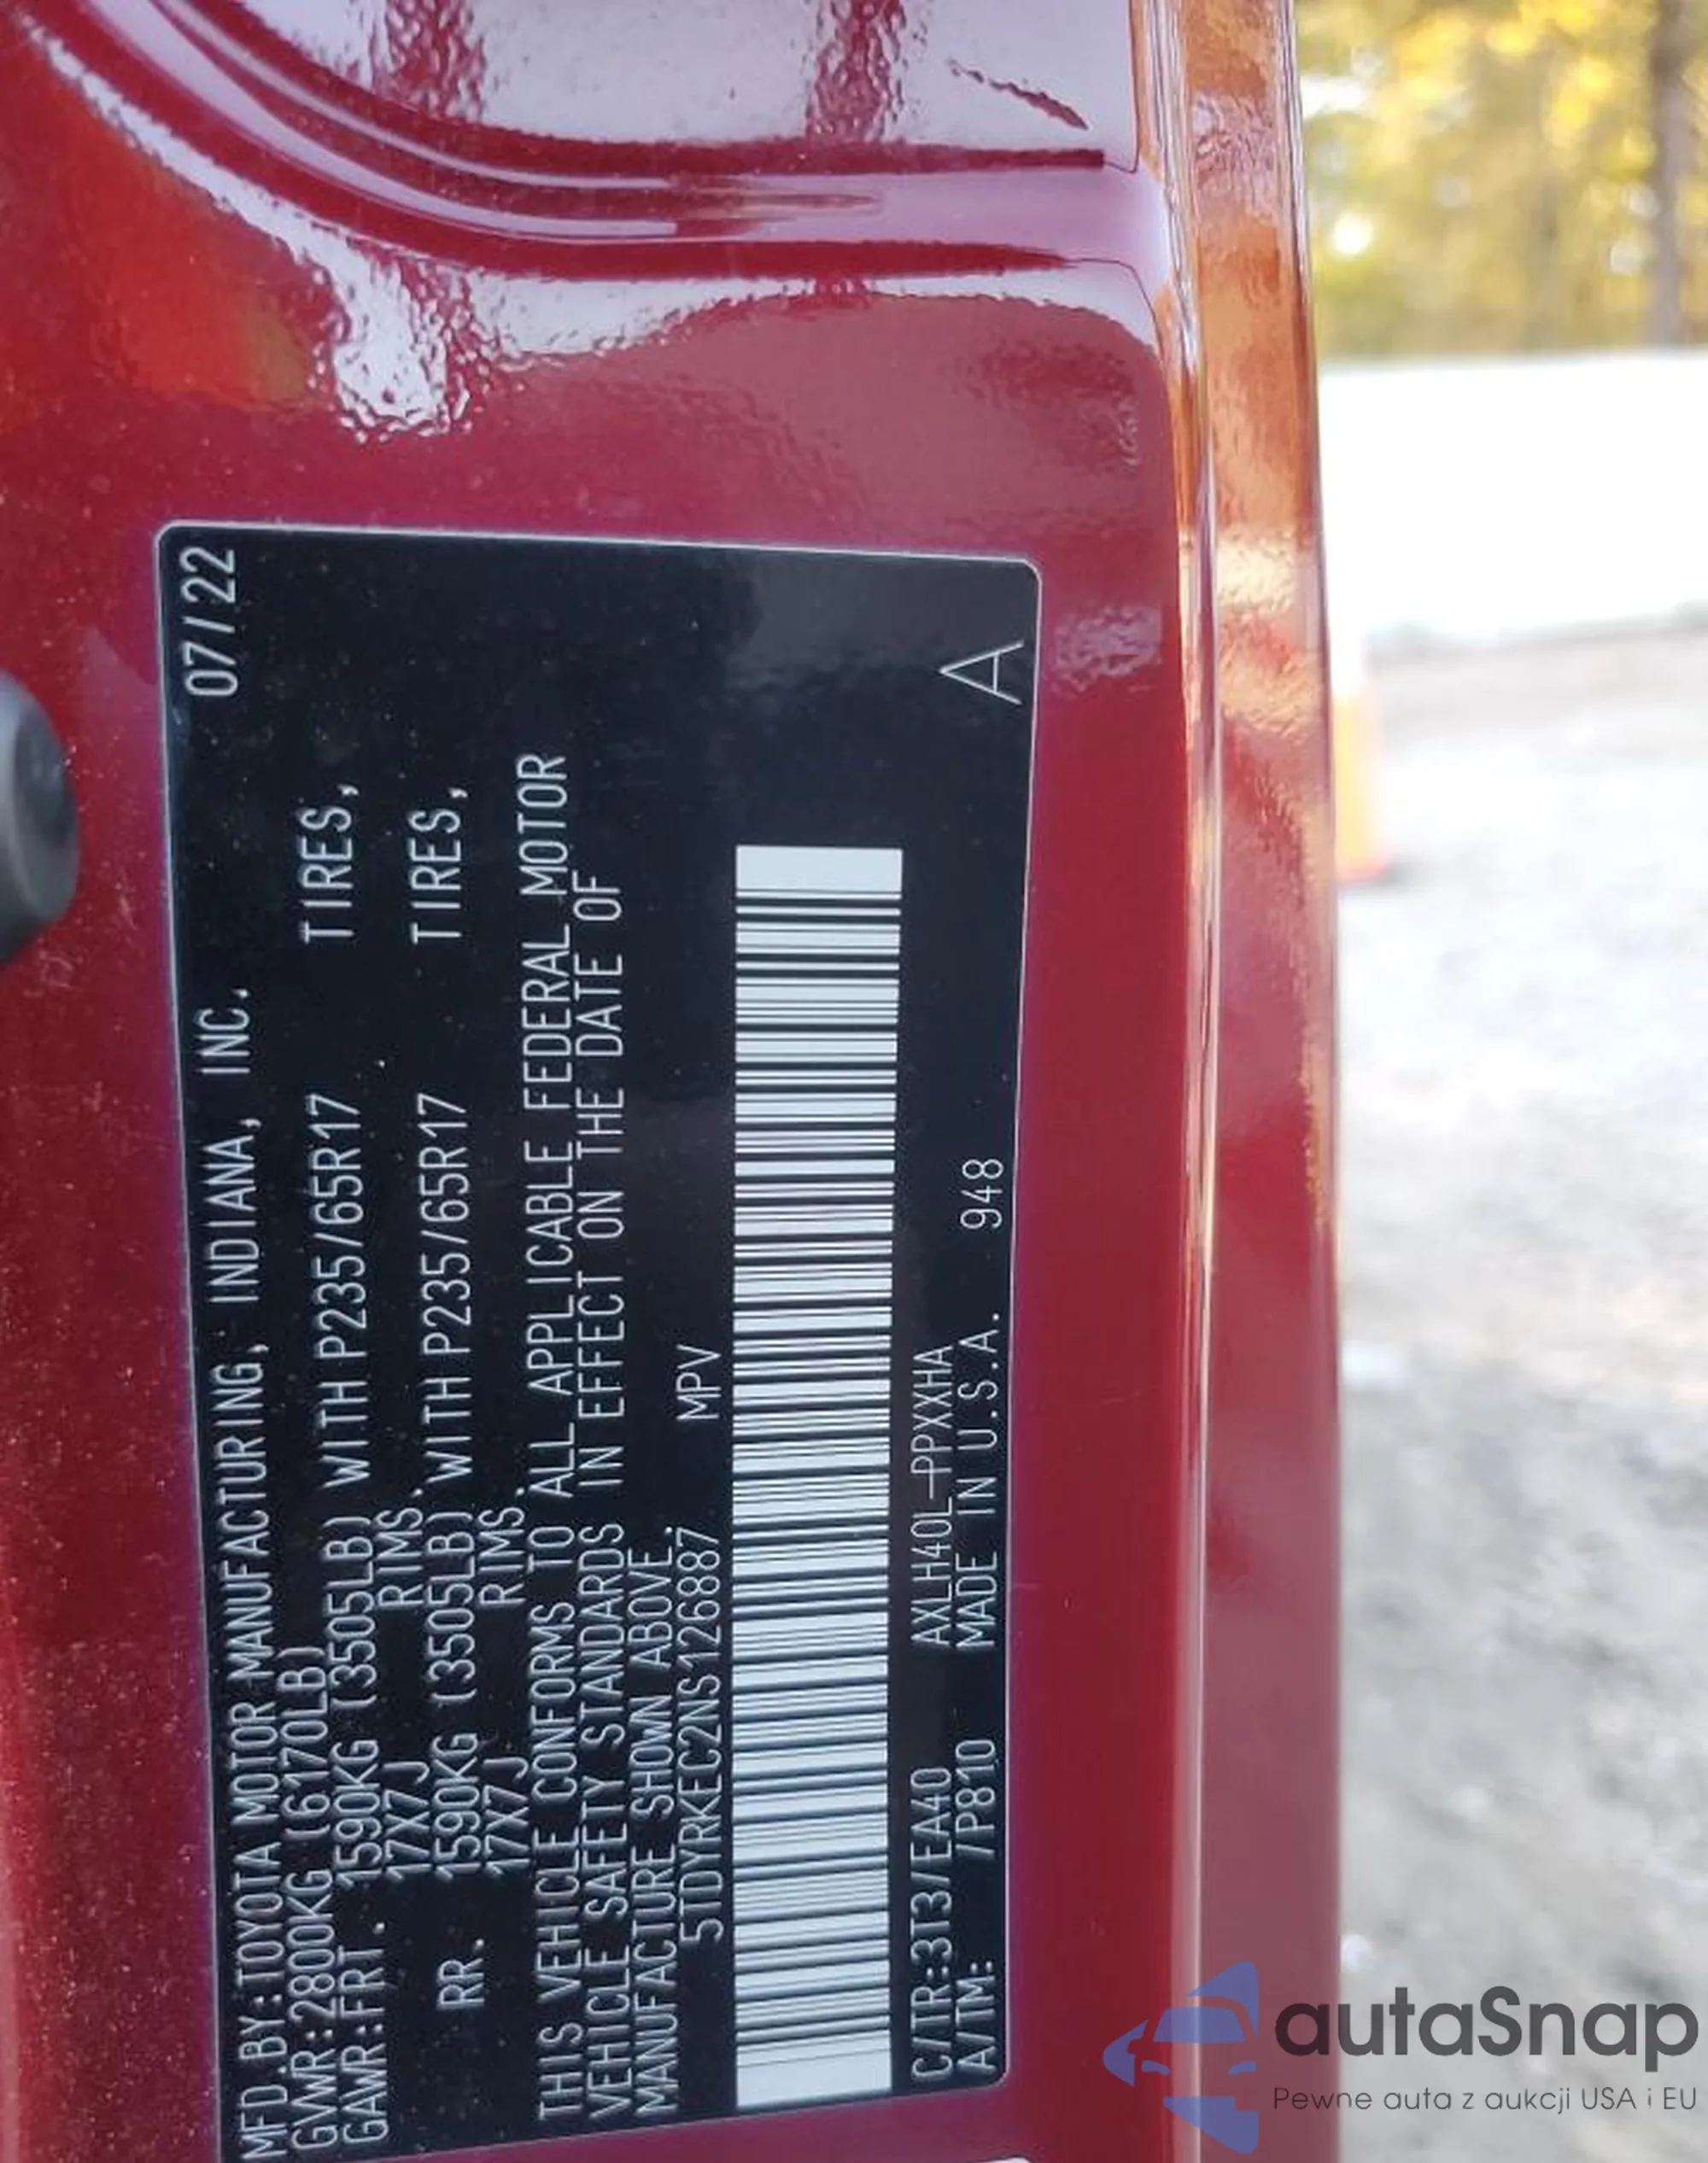 MFD.BY:TOYOTA MOTOR MANUFACTURING, INDIANA, INC. 07/22
GVWR:2800KG (6170LB)
GAWR:FRT. 1590KG (3505LB) WITH P235/65R17 TIRES,
17X7J RIMS.
RR. 1590KG (3505LB) WITH P235/65R17 TIRES,
17X7J RIMS.
THIS VEHICLE CONFORMS TO ALL APPLICABLE FEDERAL MOTOR
VEHICLE SAFETY STANDARDS IN EFFECT ON THE DATE OF
MANUFACTURE SHOWN ABOVE.
5TDYRKEC2NS126887 MPV
C/TR:3T3/EA40 AXLH40L-PPXXHA
A/TM: /P810 MADE IN U.S.A. 948
A
autaSnap
Pewne auta z aukcji USA i EU